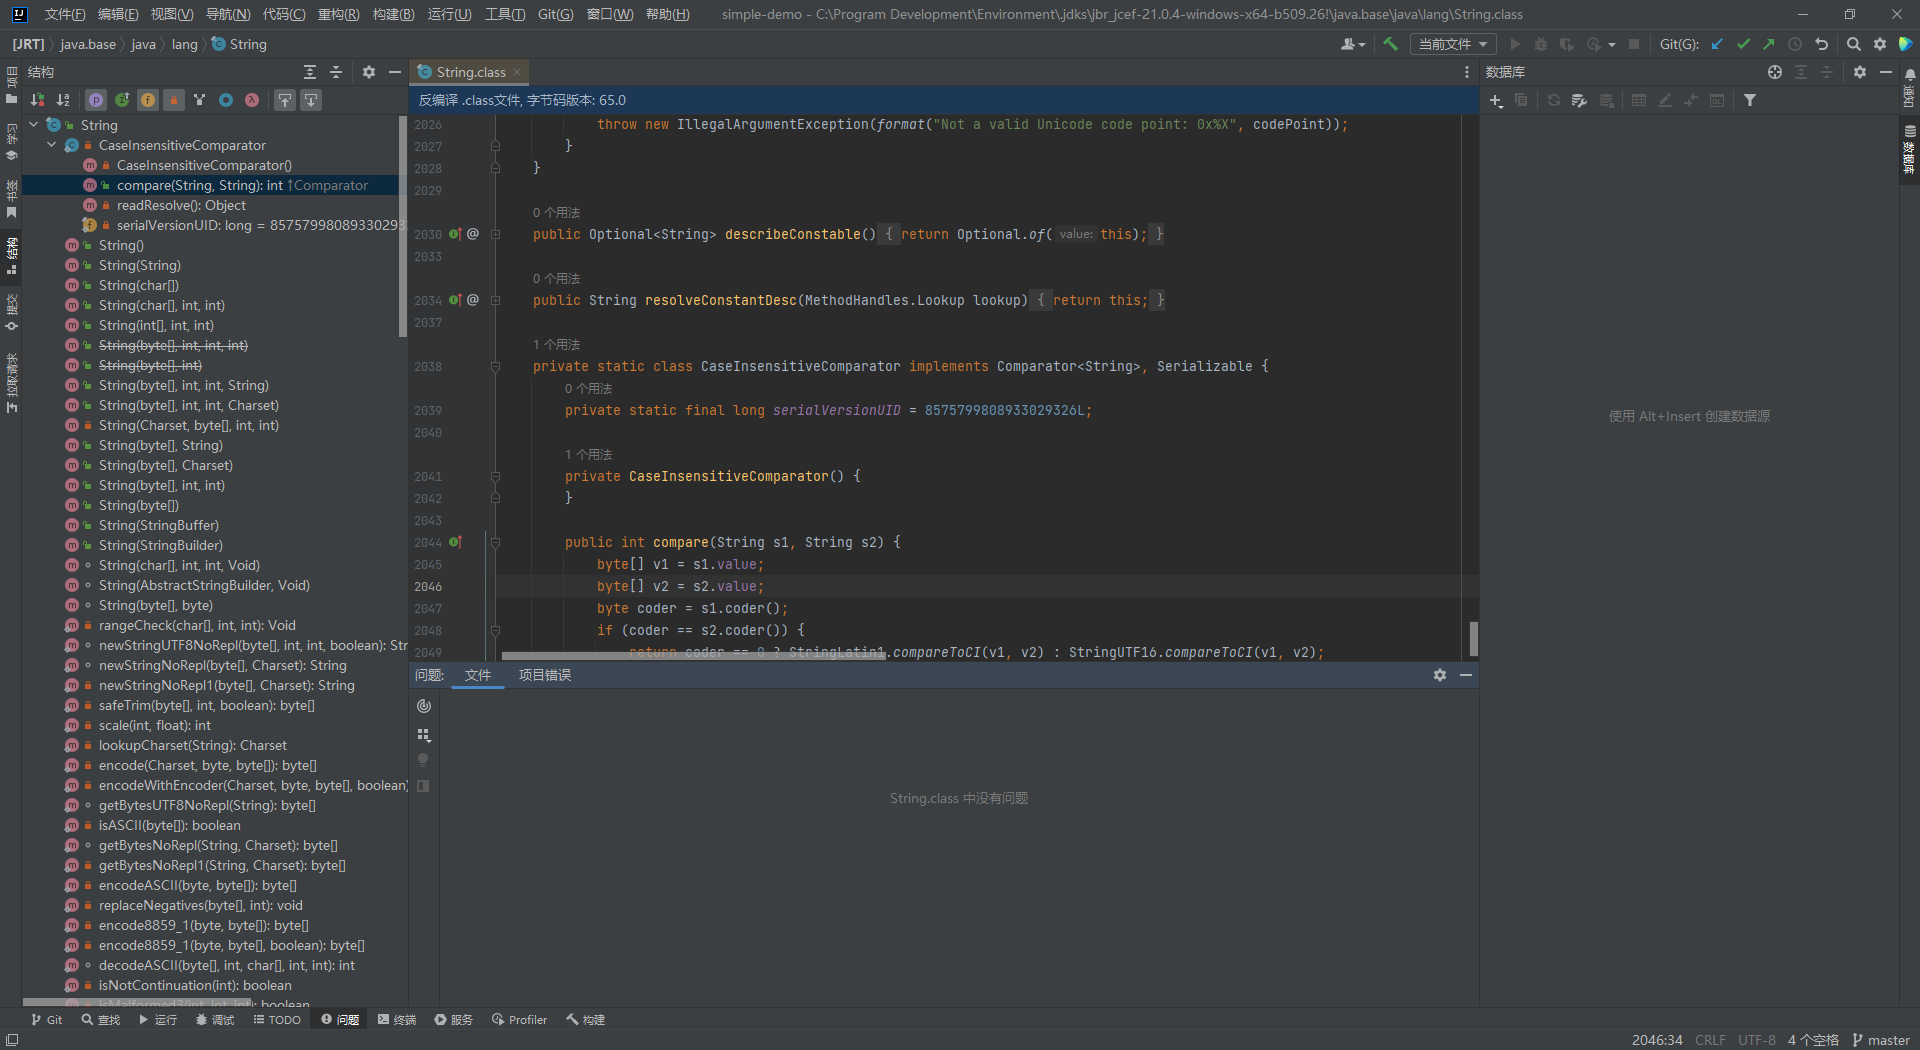 文件(F) 编辑(E) 视图(V) 导航(N) 代码(C) 重构(R) 构建(B) 运行(U) 工具(T) Git(G) 窗口(W) 帮助(H) simple-demo - C:\Program Development\Environment\.jdks\jbr_jcef-21.0.4-windows-x64-b509.26!\java.base\java\lang\String.class
[JRT] java.base java lang String 当前文件 Git(G):
结构
String.class
数据库
反编译 .class文件, 字节码版本: 65.0
项目
学习
书签
结构
提交
拉取请求
通知
数据库
String
CaseInsensitiveComparator
CaseInsensitiveComparator()
compare(String, String): int ↑Comparator
readResolve(): Object
serialVersionUID: long = 857579980893302932
String()
String(String)
String(char[])
String(char[], int, int)
String(int[], int, int)
String(byte[], int, int, int)
String(byte[], int)
String(byte[], int, int, String)
String(byte[], int, int, Charset)
String(Charset, byte[], int, int)
String(byte[], String)
String(byte[], Charset)
String(byte[], int, int)
String(byte[])
String(StringBuffer)
String(StringBuilder)
String(char[], int, int, Void)
String(AbstractStringBuilder, Void)
String(byte[], byte)
rangeCheck(char[], int, int): Void
newStringUTF8NoRepl(byte[], int, int, boolean): Str
newStringNoRepl(byte[], Charset): String
newStringNoRepl1(byte[], Charset): String
safeTrim(byte[], int, boolean): byte[]
scale(int, float): int
lookupCharset(String): Charset
encode(Charset, byte, byte[]): byte[]
encodeWithEncoder(Charset, byte, byte[], boolean)
getBytesUTF8NoRepl(String): byte[]
isASCII(byte[]): boolean
getBytesNoRepl(String, Charset): byte[]
getBytesNoRepl1(String, Charset): byte[]
encodeASCII(byte, byte[]): byte[]
replaceNegatives(byte[], int): void
encode8859_1(byte, byte[]): byte[]
encode8859_1(byte, byte[], boolean): byte[]
decodeASCII(byte[], int, char[], int, int): int
isNotContinuation(int): boolean
isMalformed3(int, int, int): boolean
2026 throw new IllegalArgumentException(format("Not a valid Unicode code point: 0x%X", codePoint));
2027 }
2028 }
2029
0 个用法
2030 @ public Optional<String> describeConstable() { return Optional.of( value: this); }
2033
0 个用法
2034 @ public String resolveConstantDesc(MethodHandles.Lookup lookup) { return this; }
2037
1 个用法
2038 private static class CaseInsensitiveComparator implements Comparator<String>, Serializable {
0 个用法
2039 private static final long serialVersionUID = 8575799808933029326L;
2040
1 个用法
2041 private CaseInsensitiveComparator() {
2042 }
2043
2044 public int compare(String s1, String s2) {
2045 byte[] v1 = s1.value;
2046 byte[] v2 = s2.value;
2047 byte coder = s1.coder();
2048 if (coder == s2.coder()) {
2049 return coder == 0 ? StringLatin1.compareToCI(v1, v2) : StringUTF16.compareToCI(v1, v2);
使用 Alt+Insert 创建数据源
问题: 文件 项目错误
String.class 中没有问题
Git 查找 运行 调试 TODO 问题 终端 服务 Profiler 构建
2046:34 CRLF UTF-8 4 个空格 master